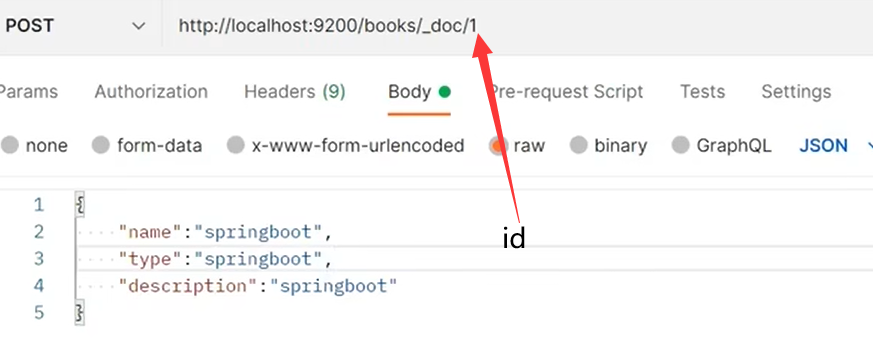 POST http://localhost:9200/books/_doc/1
Params Authorization Headers (9) Body Pre-request Script Tests Settings
none form-data x-www-form-urlencoded raw binary GraphQL JSON
1 {
2 "name":"springboot",
id
3 "type":"springboot",
4 "description":"springboot"
5 }